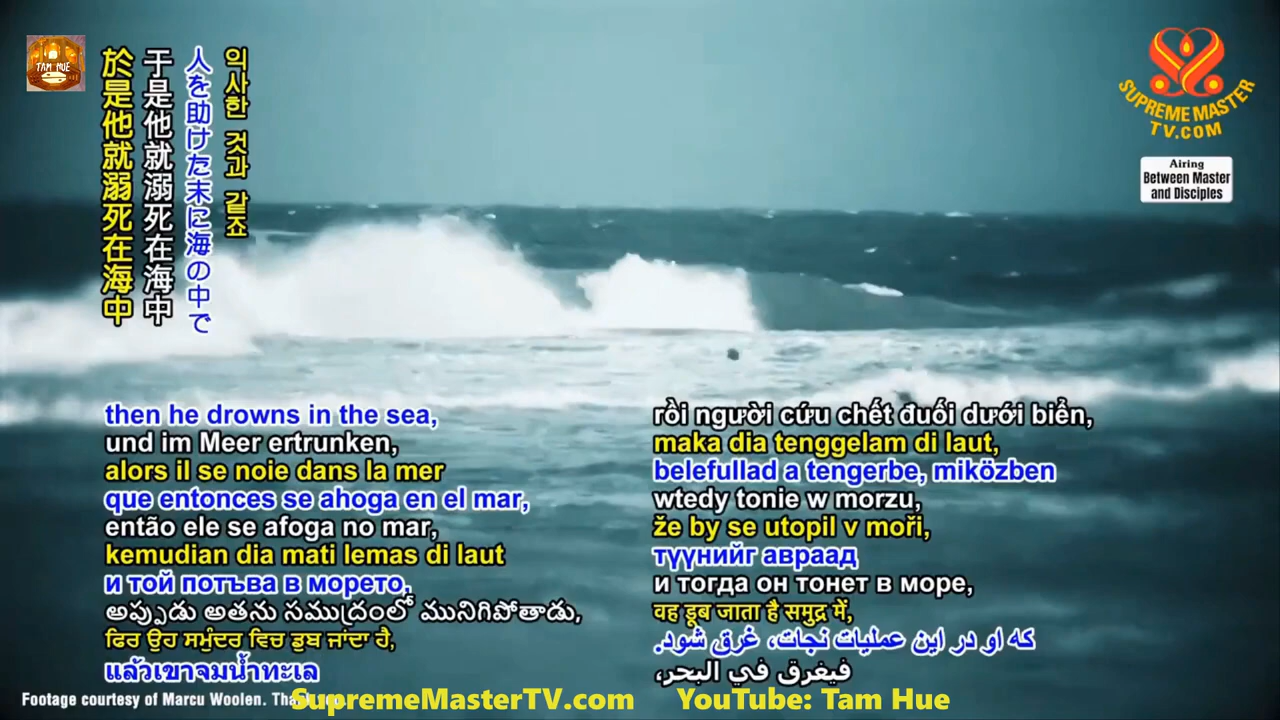 TAM HUE
於是他就溺死在海中
于是他就溺死在海中
人を助けた末に海の中で
익사한 것과 같죠
SUPREME MASTER
TV.COM
Airing
Between Master
and Disciples
then he drowns in the sea,
und im Meer ertrunken,
alors il se noie dans la mer
que entonces se ahoga en el mar,
então ele se afoga no mar,
kemudian dia mati lemas di laut
и той потъва в морето,
అప్పుడు అతను సముద్రంలో మునిగిపోతాడు,
ਫਿਰ ਉਹ ਸਮੁੰਦਰ ਵਿਚ ਡੁਬ ਜਾਂਦਾ ਹੈ,
แล้วเขาจมน้ำทะเล
rồi người cứu chết đuối dưới biển,
maka dia tenggelam di laut,
belefullad a tengerbe, miközben
wtedy tonie w morzu,
že by se utopil v moři,
түүнийг авраад
и тогда он тонет в море,
वह डूब जाता है समुद्र में,
که او در این عملیات نجات، غرق شود.
فيغرق في البحر،
Footage courtesy of Marcu Woolen.
SupremeMasterTV.com YouTube: Tam Hue